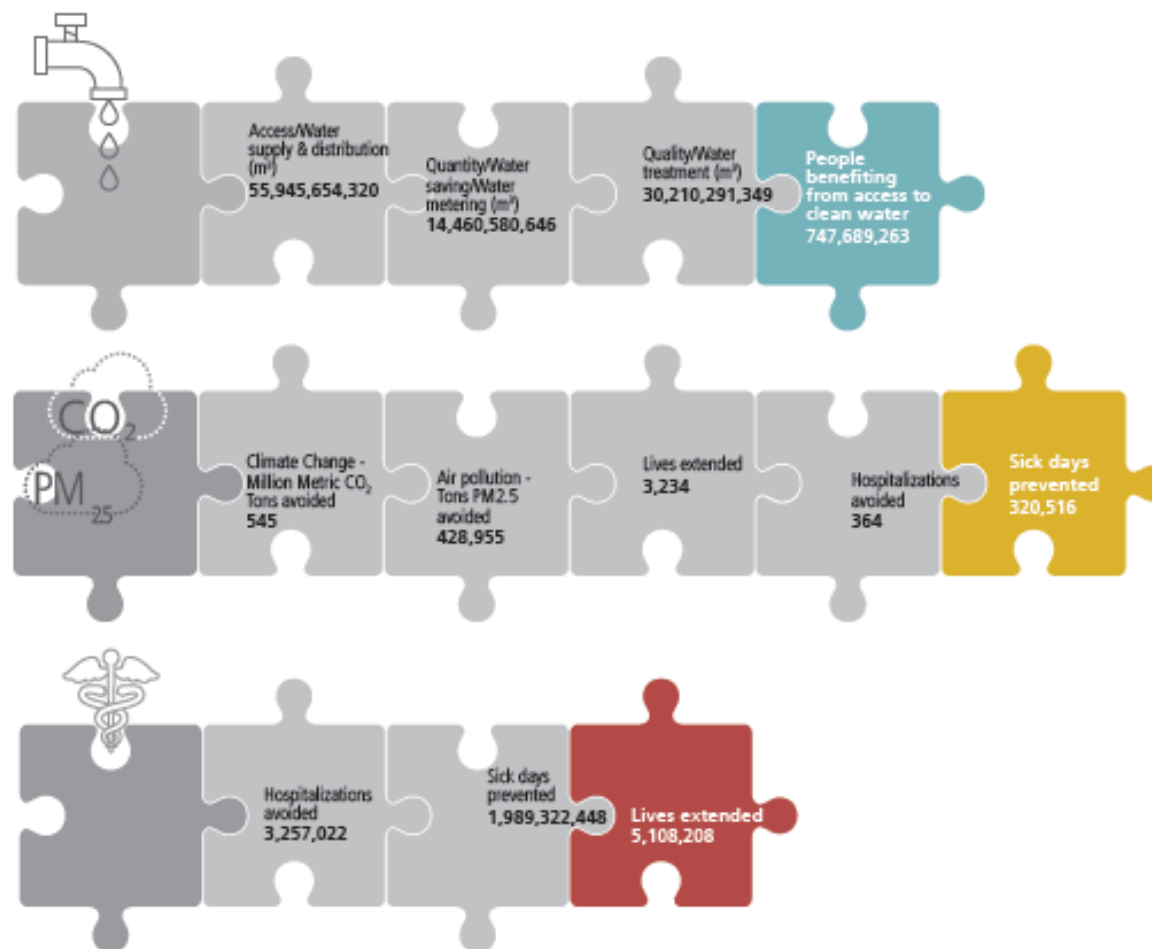 Access/Water
supply & distribution
(m³)
55,945,654,320
Quantity/Water
saving/Water
metering (m³)
14,460,580,646
Quality/Water
treatment (m³)
30,210,291,349
People
benefiting
from access to
clean water
747,689,263
CO₂
PM₂₅
Climate Change -
Million Metric CO₂
Tons avoided
545
Air pollution -
Tons PM2.5
avoided
428,955
Lives extended
3,234
Hospitalizations
avoided
364
Sick days
prevented
320,516
Hospitalizations
avoided
3,257,022
Sick days
prevented
1,989,322,448
Lives extended
5,108,208